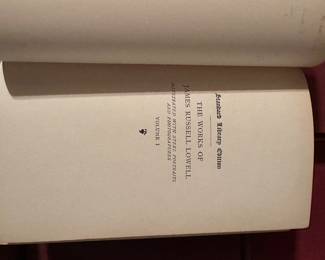 Standard Library Edition
THE WORKS OF
JAMES RUSSELL LOWELL
ILLUSTRATED WITH STEEL PORTRAITS
AND PHOTOGRAVURES
VOLUME I